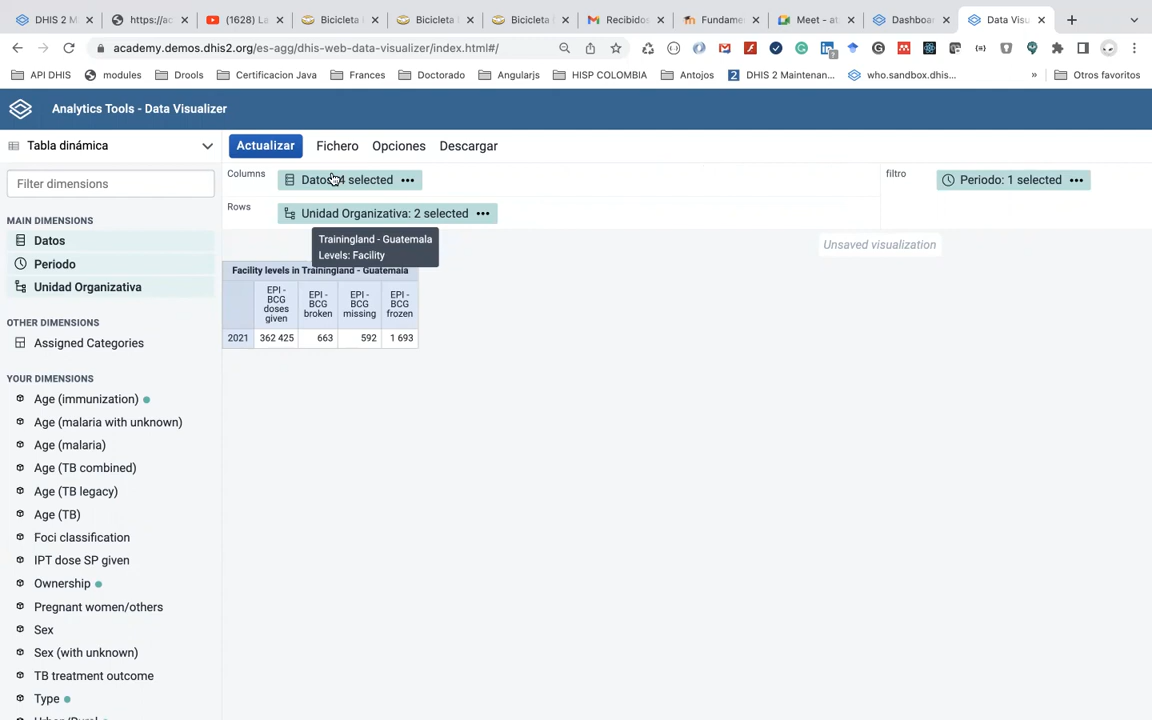 DHIS 2 M
https://ac
(1628) La
Bicicleta
Bicicleta
Bicicleta
Recibidos
Fundame
Meet - at
Dashboar
Data Visu
academy.demos.dhis2.org/es-agg/dhis-web-data-visualizer/index.html#/
API DHIS
modules
Drools
Certificacion Java
Frances
Doctorado
Angularjs
HISP COLOMBIA
Antojos
DHIS 2 Maintenan...
who.sandbox.dhis...
»
Otros favoritos
Analytics Tools - Data Visualizer
Tabla dinámica
Actualizar
Fichero
Opciones
Descargar
Columns
Datos: 4 selected
filtro
Periodo: 1 selected
Filter dimensions
Rows
Unidad Organizativa: 2 selected
MAIN DIMENSIONS
Datos
Periodo
Unidad Organizativa
OTHER DIMENSIONS
Assigned Categories
YOUR DIMENSIONS
Age (immunization)
Age (malaria with unknown)
Age (malaria)
Age (TB combined)
Age (TB legacy)
Age (TB)
Foci classification
IPT dose SP given
Ownership
Pregnant women/others
Sex
Sex (with unknown)
TB treatment outcome
Type
Urban/Rural
Trainingland - Guatemala
Levels: Facility
Unsaved visualization
Facility levels in Trainingland - Guatemala
EPI - BCG doses given
EPI - BCG broken
EPI - BCG missing
EPI - BCG frozen
2021 362 425 663 592 1 693